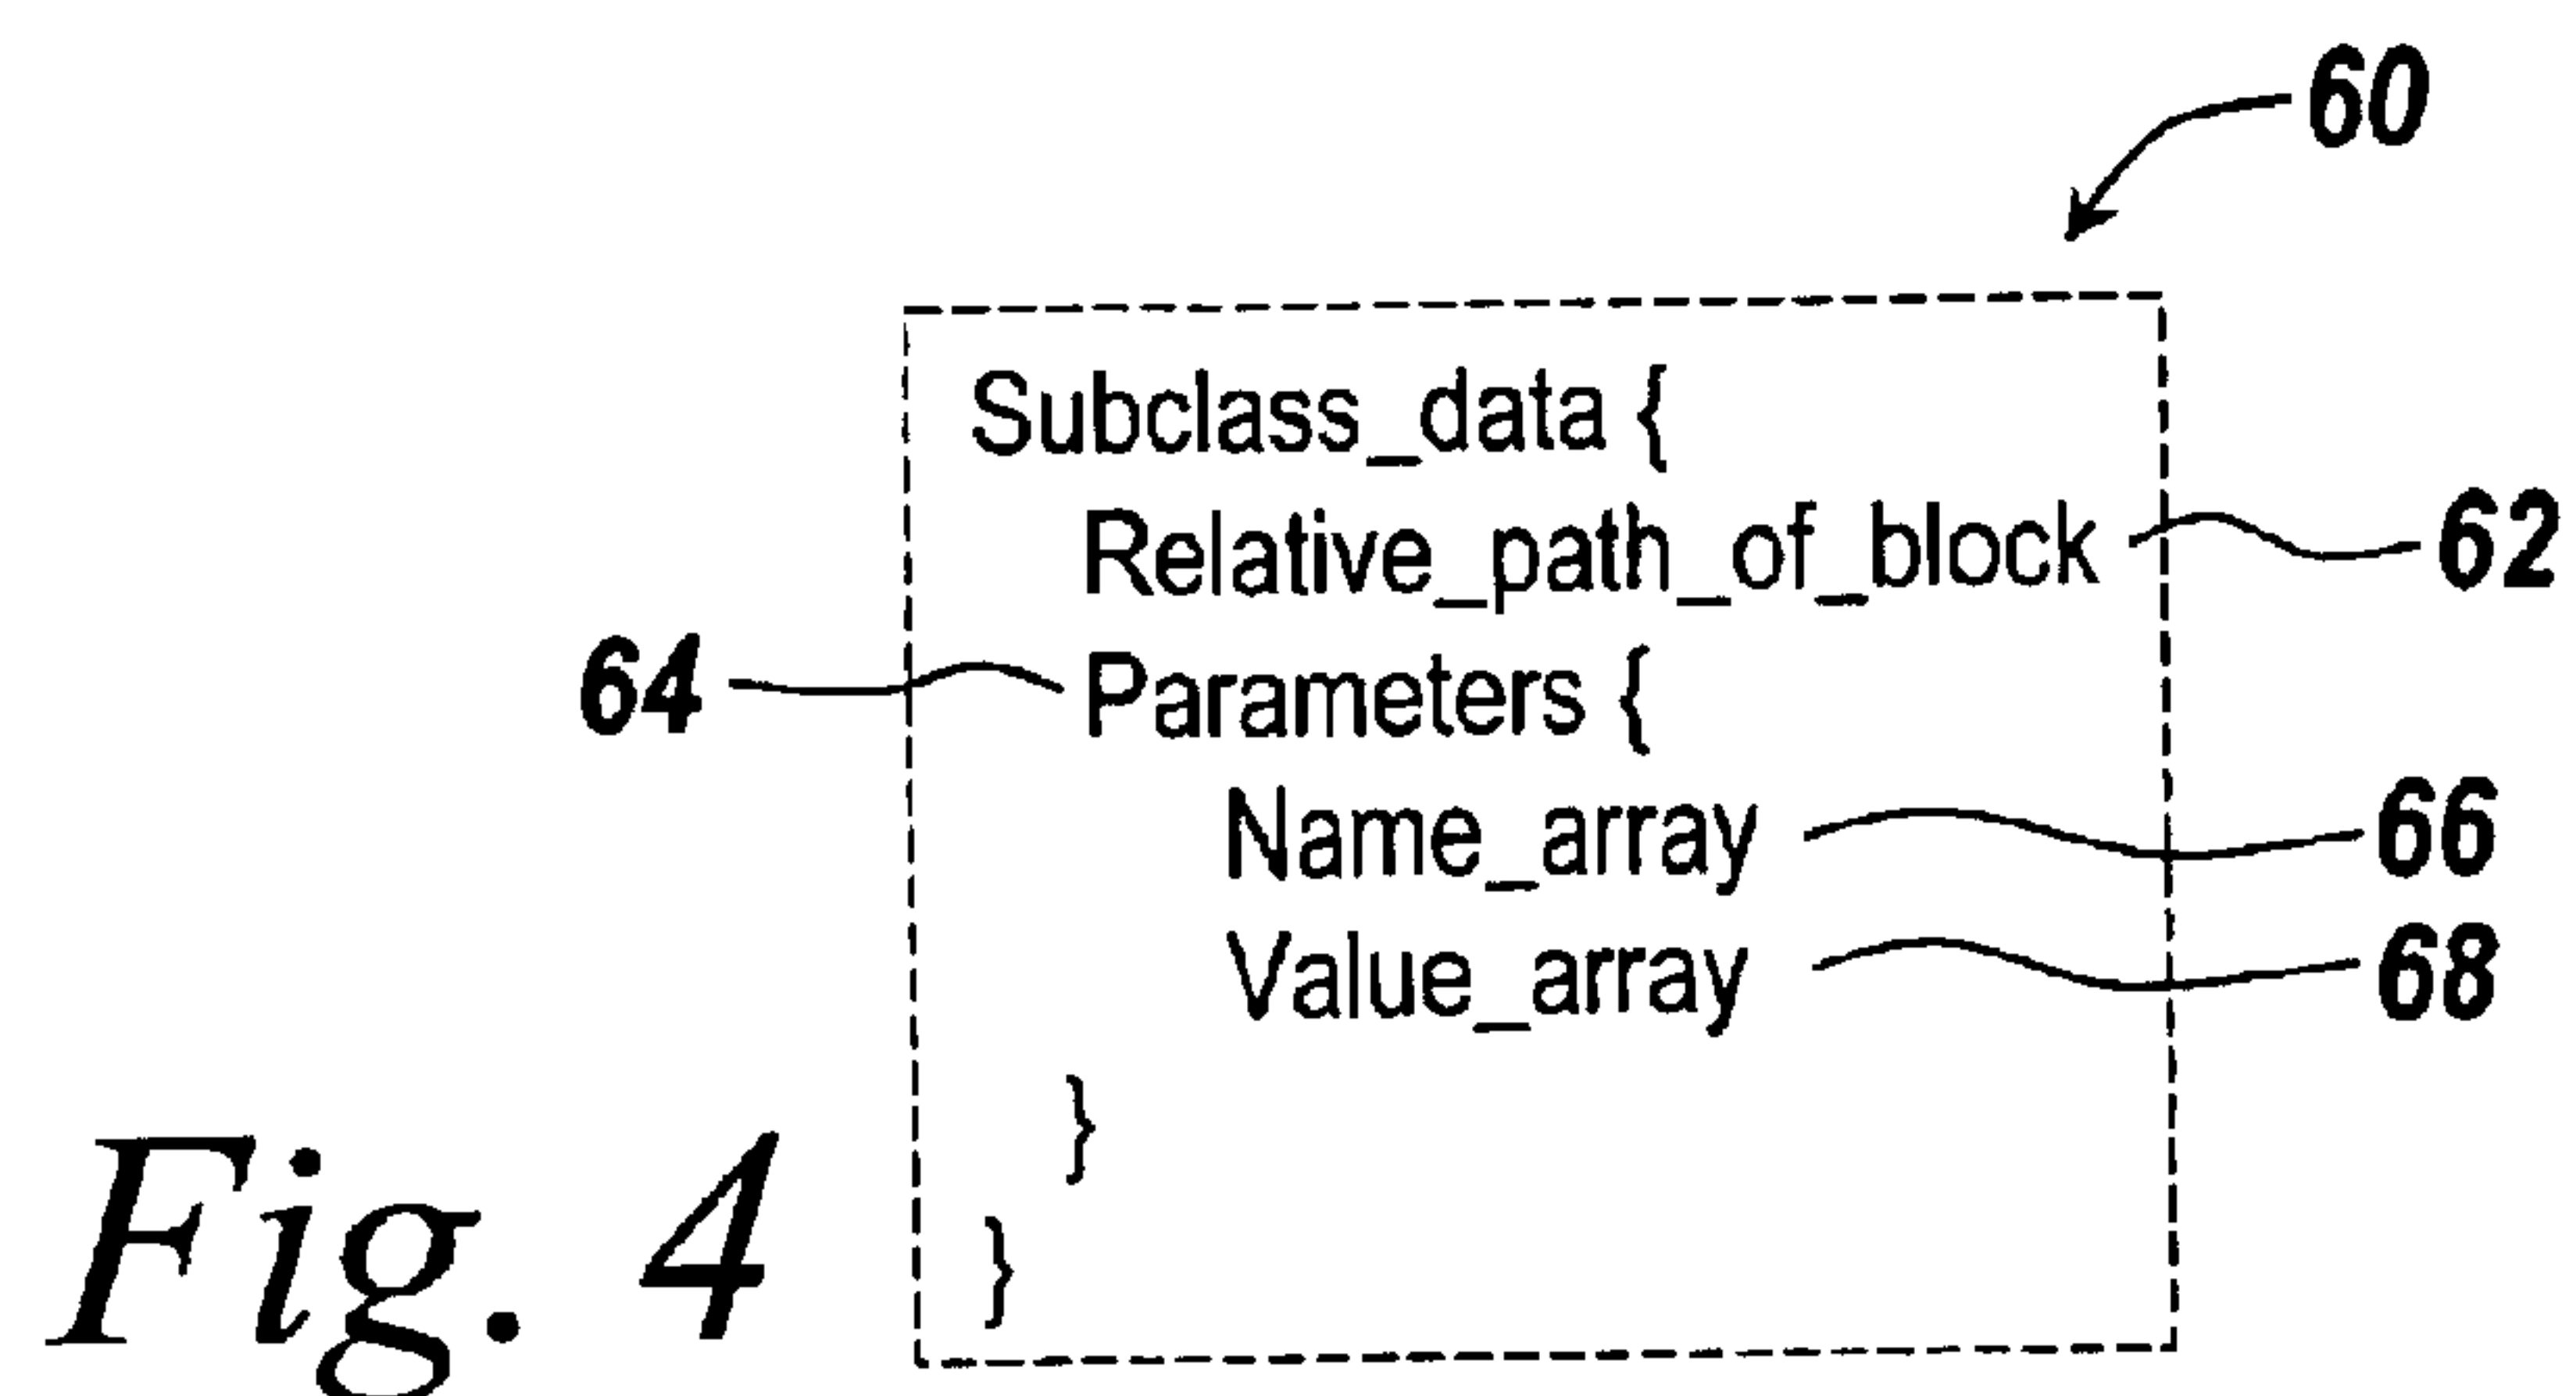 60
Subclass_data {
Relative_path_of_block
62
64
Parameters {
Name_array
66
Value_array
68
}
}
Fig. 4